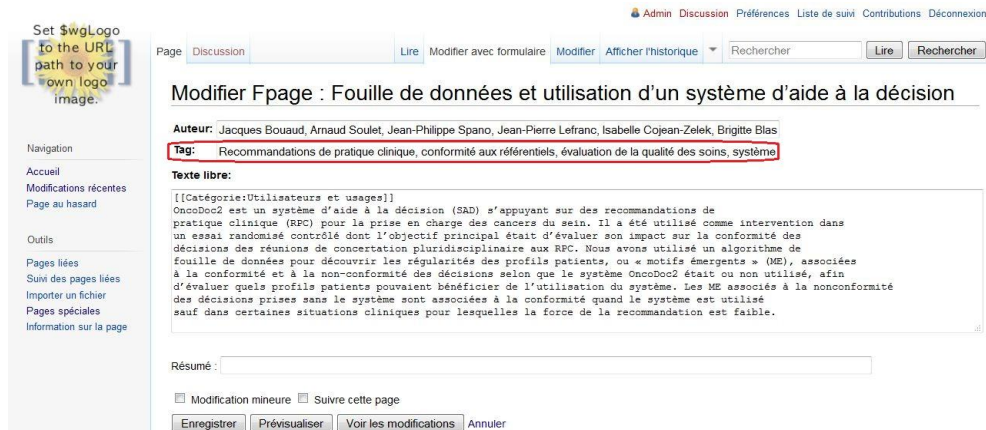 Admin Discussion Préférences Liste de suivi Contributions Déconnexion
Set $wgLogo
to the URL
path to your
own logo
image.
Page Discussion Lire Modifier avec formulaire Modifier Afficher l'historique Rechercher Lire Rechercher
Modifier Fpage : Fouille de données et utilisation d'un système d'aide à la décision
Auteur: Jacques Bouaud, Arnaud Soulet, Jean-Philippe Spano, Jean-Pierre Lefranc, Isabelle Cojean-Zelek, Brigitte Blas
Tag: Recommandations de pratique clinique, conformité aux référentiels, évaluation de la qualité des soins, système
Texte libre:
[[Catégorie:Utilisateurs et usages]]
OncoDoc2 est un système d'aide à la décision (SAD) s'appuyant sur des recommandations de
pratique clinique (RPC) pour la prise en charge des cancers du sein. Il a été utilisé comme intervention dans
un essai randomisé contrôlé dont l'objectif principal était d'évaluer son impact sur la conformité des
décisions des réunions de concertation pluridisciplinaire aux RPC. Nous avons utilisé un algorithme de
fouille de données pour découvrir les régularités des profils patients, ou « motifs émergents » (ME), associées
à la conformité et à la non-conformité des décisions selon que le système OncoDoc2 était ou non utilisé, afin
d'évaluer quels profils patients pouvaient bénéficier de l'utilisation du système. Les ME associés à la nonconformité
des décisions prises sans le système sont associées à la conformité quand le système est utilisé
sauf dans certaines situations cliniques pour lesquelles la force de la recommandation est faible.
Résumé :
Modification mineure Suivre cette page
Enregistrer Prévisualiser Voir les modifications Annuler
Navigation
Accueil
Modifications récentes
Page au hasard
Outils
Pages liées
Suivi des pages liées
Importer un fichier
Pages spéciales
Information sur la page